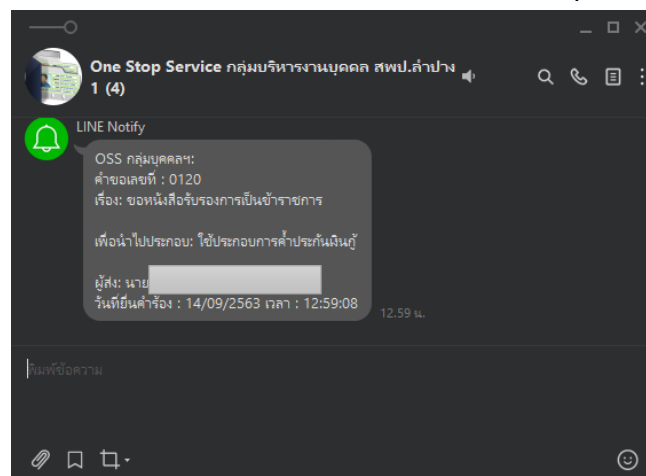 One Stop Service กลุ่มบริหารงานบุคคล สพป.ลำปาง
1 (4)
LINE Notify
OSS กลุ่มบุคคลฯ:
คำขอเลขที่ : 0120
เรื่อง: ขอหนังสือรับรองการเป็นข้าราชการ
เพื่อนำไปประกอบ: ใช้ประกอบการค้ำประกันเงินกู้
ผู้ส่ง: นาย
วันที่ยื่นคำร้อง : 14/09/2563 เวลา : 12:59:08
12.59 น.
พิมพ์ข้อความ